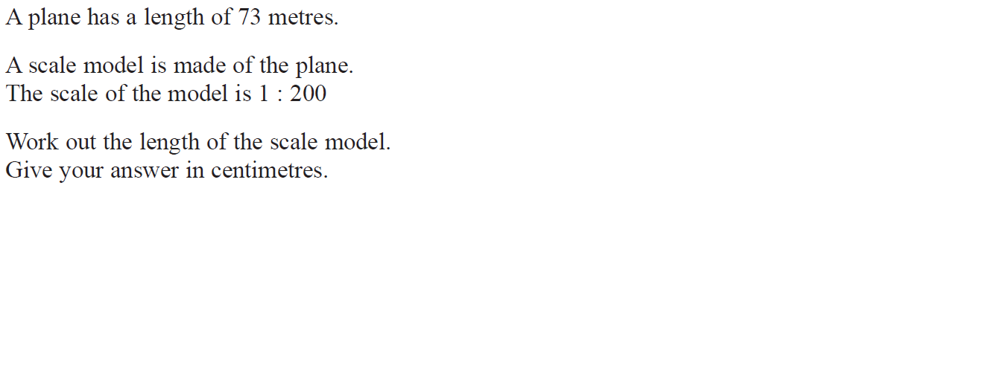 A plane has a length of 73 metres.
A scale model is made of the plane.
The scale of the model is 1 : 200
Work out the length of the scale model.
Give your answer in centimetres.